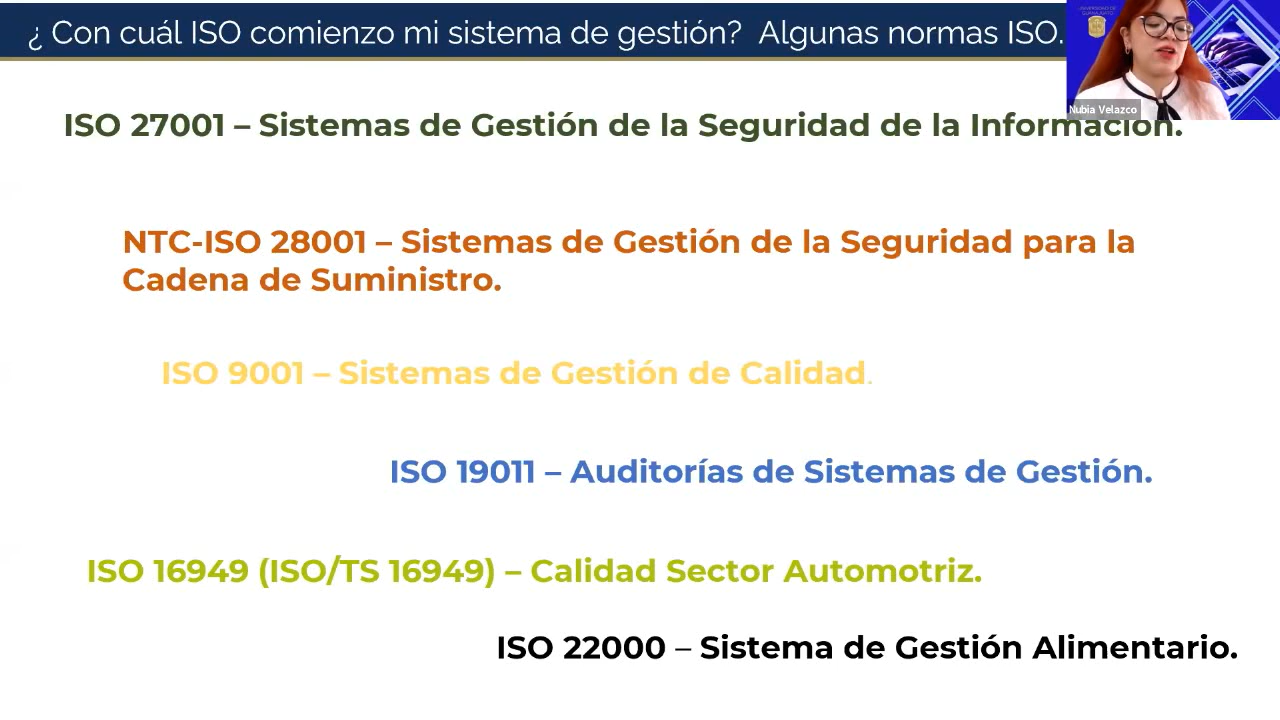 ¿ Con cuál ISO comienzo mi sistema de gestión? Algunas normas ISO.
UNIVERSIDAD DE
GUANAJUATO
Nubia Velazco
ISO 27001 – Sistemas de Gestión de la Seguridad de la Información.
NTC-ISO 28001 – Sistemas de Gestión de la Seguridad para la
Cadena de Suministro.
ISO 9001 – Sistemas de Gestión de Calidad.
ISO 19011 – Auditorías de Sistemas de Gestión.
ISO 16949 (ISO/TS 16949) – Calidad Sector Automotriz.
ISO 22000 – Sistema de Gestión Alimentario.